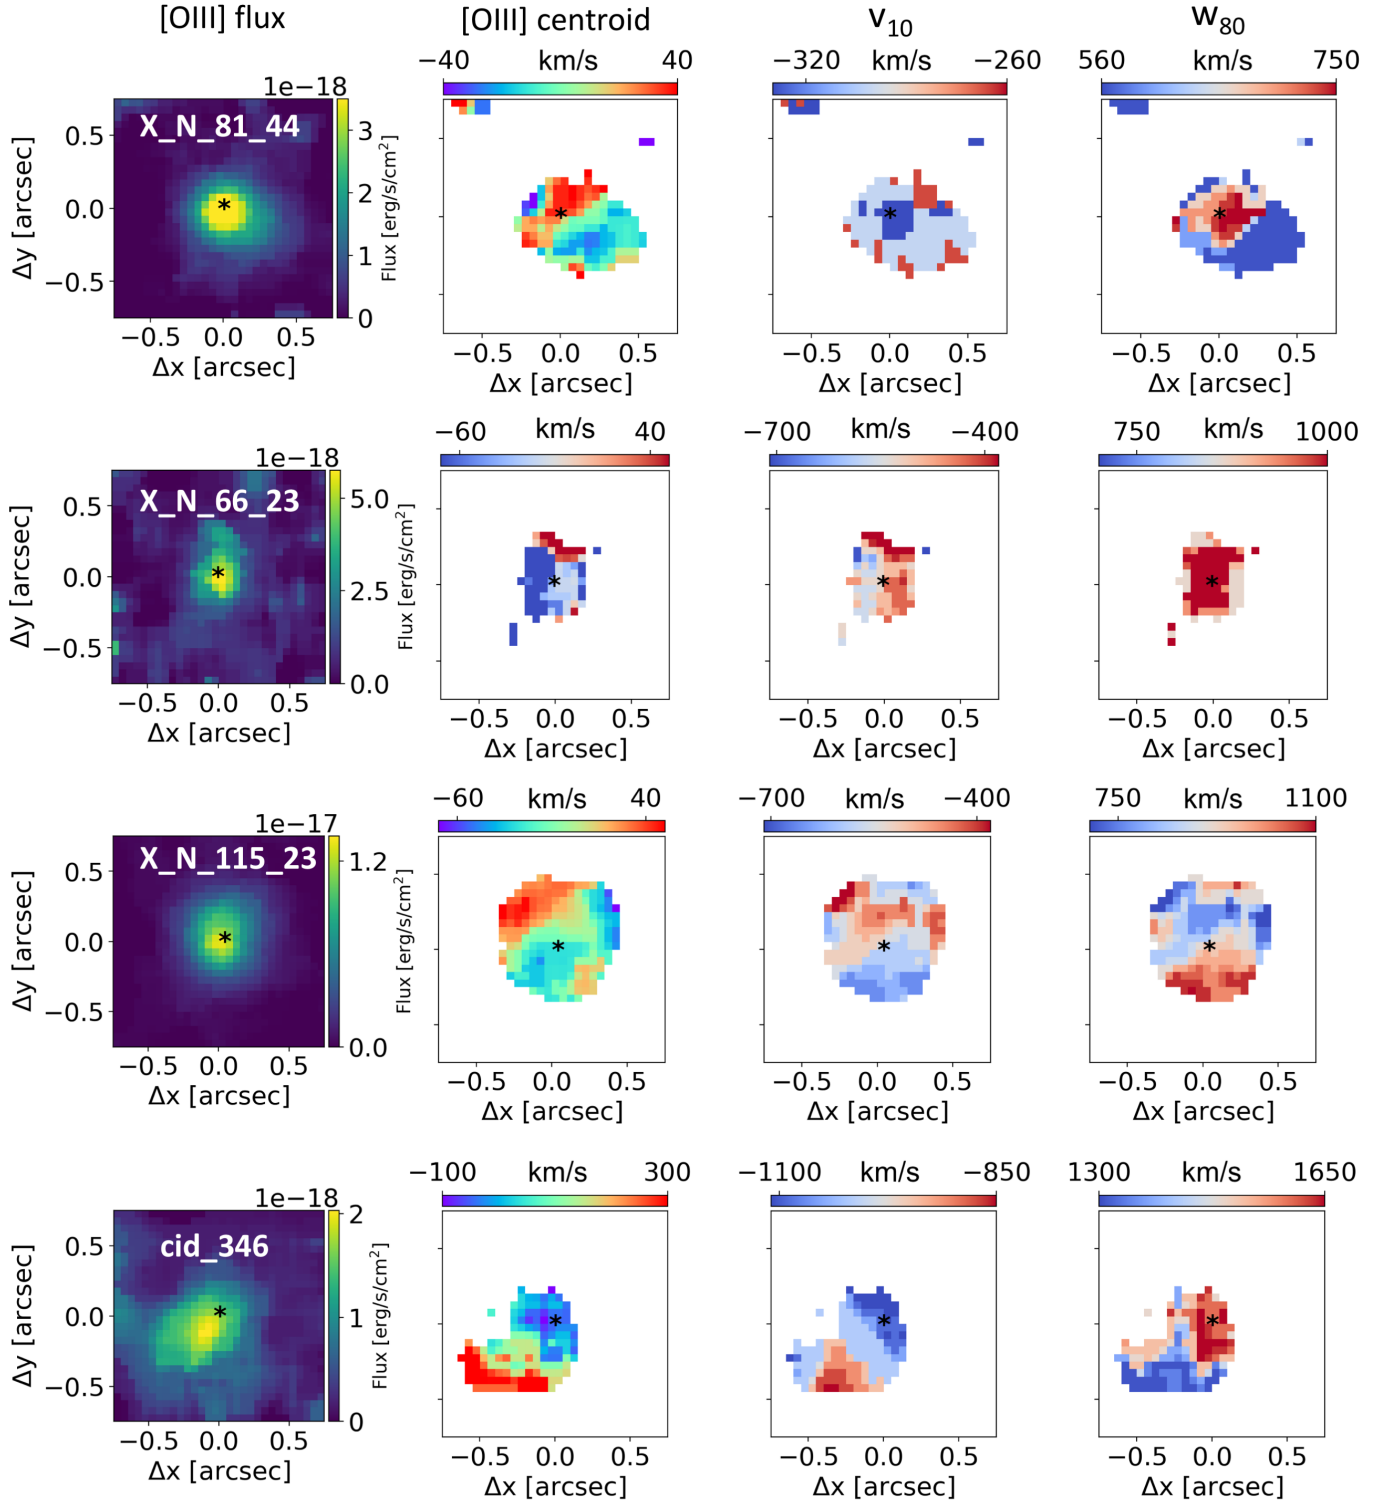 [OIII] flux [OIII] centroid v10 w80
−40 km/s 40 −320 km/s −260 560 km/s 750
1e−18
X_N_81_44
Δy [arcsec] 0.5 0.0 −0.5
3 2 1 0 Flux [erg/s/cm²]
−0.5 0.0 0.5 −0.5 0.0 0.5 −0.5 0.0 0.5 −0.5 0.0 0.5
Δx [arcsec] Δx [arcsec] Δx [arcsec] Δx [arcsec]
−60 km/s 40 −700 km/s −400 750 km/s 1000
1e−18
X_N_66_23
Δy [arcsec] 0.5 0.0 −0.5
5.0 2.5 0.0 Flux [erg/s/cm²]
−0.5 0.0 0.5 −0.5 0.0 0.5 −0.5 0.0 0.5 −0.5 0.0 0.5
Δx [arcsec] Δx [arcsec] Δx [arcsec] Δx [arcsec]
−60 km/s 40 −700 km/s −400 750 km/s 1100
1e−17
X_N_115_23
Δy [arcsec] 0.5 0.0 −0.5
1.2 0.0 Flux [erg/s/cm²]
−0.5 0.0 0.5 −0.5 0.0 0.5 −0.5 0.0 0.5 −0.5 0.0 0.5
Δx [arcsec] Δx [arcsec] Δx [arcsec] Δx [arcsec]
−100 km/s 300 −1100 km/s −850 1300 km/s 1650
1e−18
cid_346
Δy [arcsec] 0.5 0.0 −0.5
2 1 0 Flux [erg/s/cm²]
−0.5 0.0 0.5 −0.5 0.0 0.5 −0.5 0.0 0.5 −0.5 0.0 0.5
Δx [arcsec] Δx [arcsec] Δx [arcsec] Δx [arcsec]